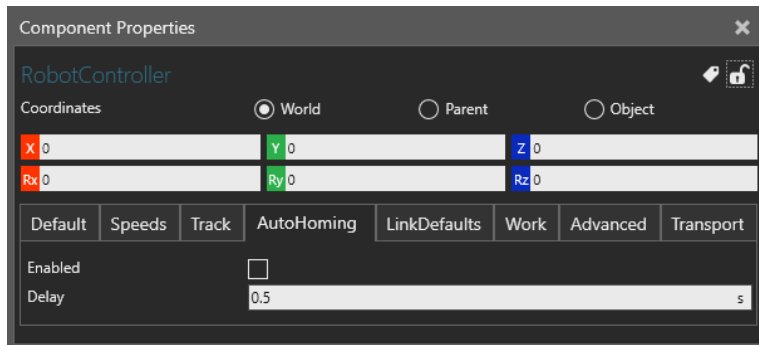 Component Properties
RobotController
Coordinates World Parent Object
X 0 Y 0 Z 0
Rx 0 Ry 0 Rz 0
Default Speeds Track AutoHoming LinkDefaults Work Advanced Transport
Enabled
Delay 0.5 s